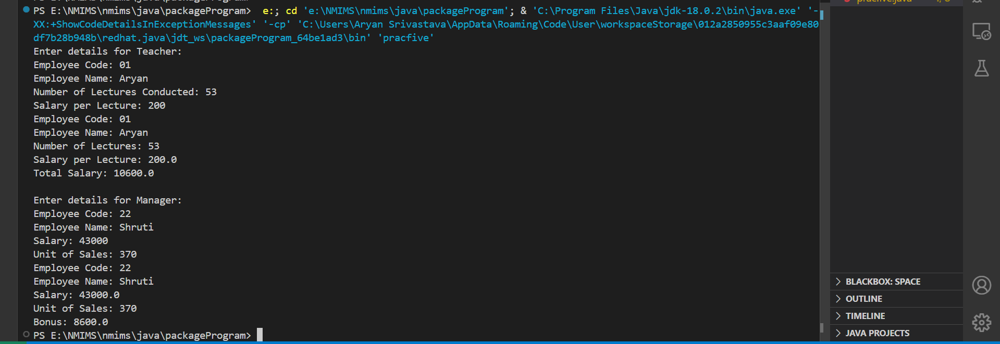 PS E:\NMIMS\nmims\java\packageProgram>  e:; cd 'e:\NMIMS\nmims\java\packageProgram'; & 'C:\Program Files\Java\jdk-18.0.2\bin\java.exe' '-
XX:+ShowCodeDetailsInExceptionMessages' '-cp' 'C:\Users\Aryan Srivastava\AppData\Roaming\Code\User\workspaceStorage\012a2850955c3aaf09e80
df7b28b948b\redhat.java\jdt_ws\packageProgram_64be1ad3\bin' 'pracfive'
Enter details for Teacher:
Employee Code: 01
Employee Name: Aryan
Number of Lectures Conducted: 53
Salary per Lecture: 200
Employee Code: 01
Employee Name: Aryan
Number of Lectures: 53
Salary per Lecture: 200.0
Total Salary: 10600.0
Enter details for Manager:
Employee Code: 22
Employee Name: Shruti
Salary: 43000
Unit of Sales: 370
Employee Code: 22
Employee Name: Shruti
Salary: 43000.0
Unit of Sales: 370
Bonus: 8600.0
PS E:\NMIMS\nmims\java\packageProgram>
pracfive.java
BLACKBOX: SPACE
OUTLINE
TIMELINE
JAVA PROJECTS